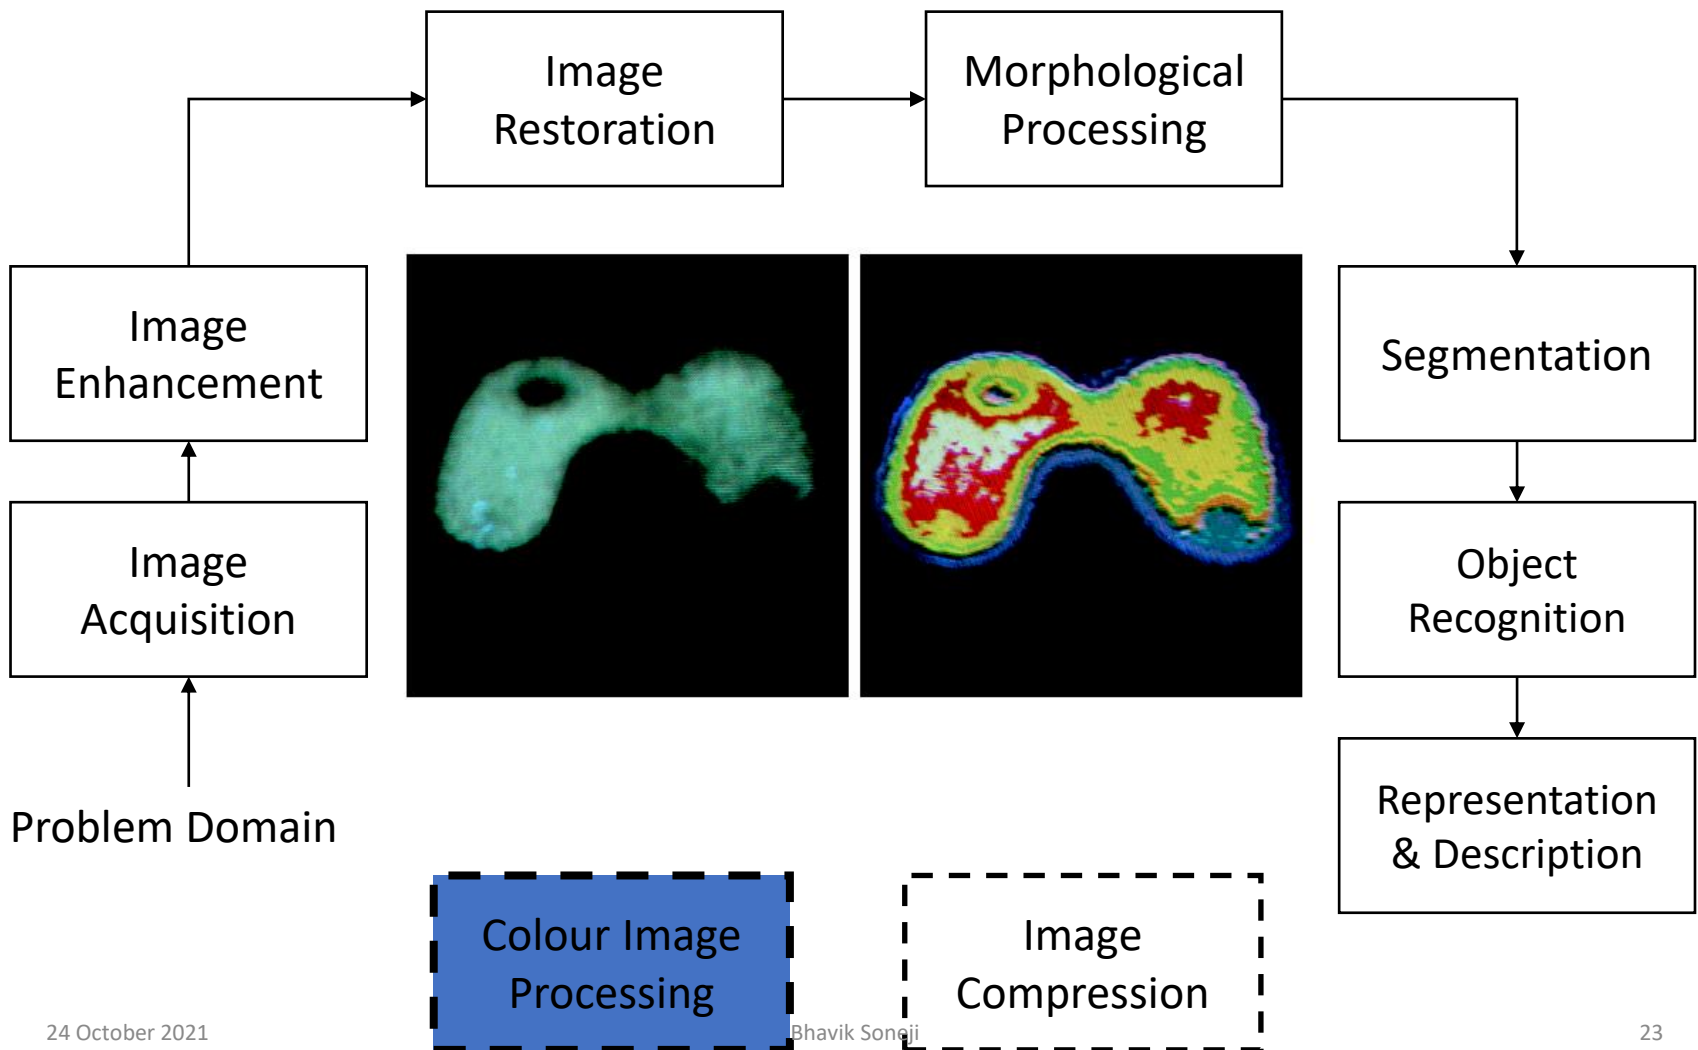 Image
Restoration
Morphological
Processing
Image
Enhancement
Segmentation
Image
Acquisition
Object
Recognition
Problem Domain
Representation
& Description
Colour Image
Processing
Image
Compression
24 October 2021
Bhavik Soneji
23